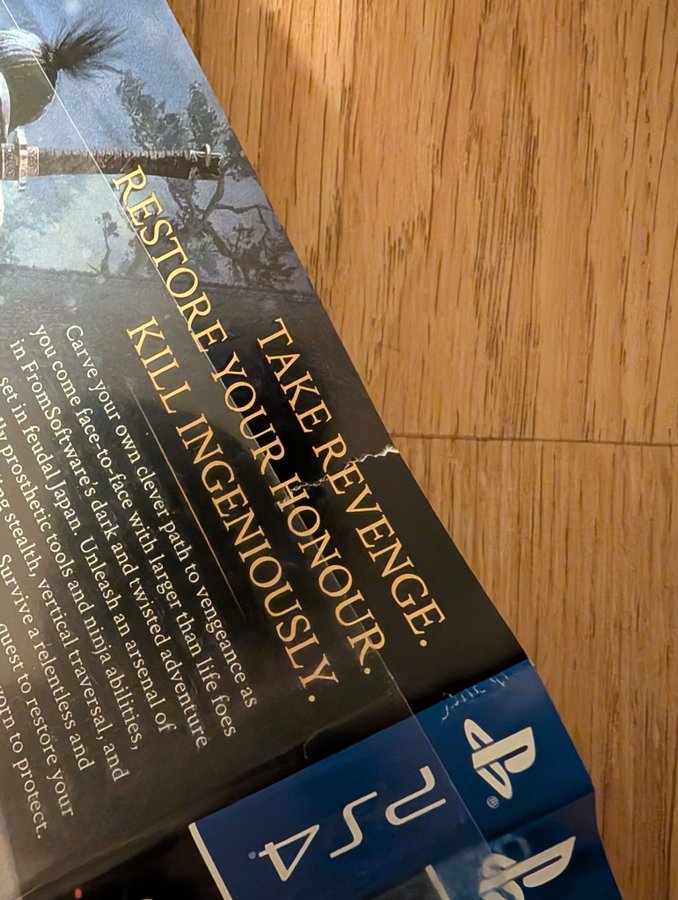 TAKE REVENGE.
RESTORE YOUR HONOUR.
KILL INGENIOUSLY.
Carve your own clever path to vengeance as
you come face-to-face with larger than life foes
in FromSoftware's dark and twisted adventure
set in feudal Japan. Unleash an arsenal of
prosthetic tools and ninja abilities,
stealth, vertical traversal, and
Survive a relentless and
quest to restore your
to protect.
PS4